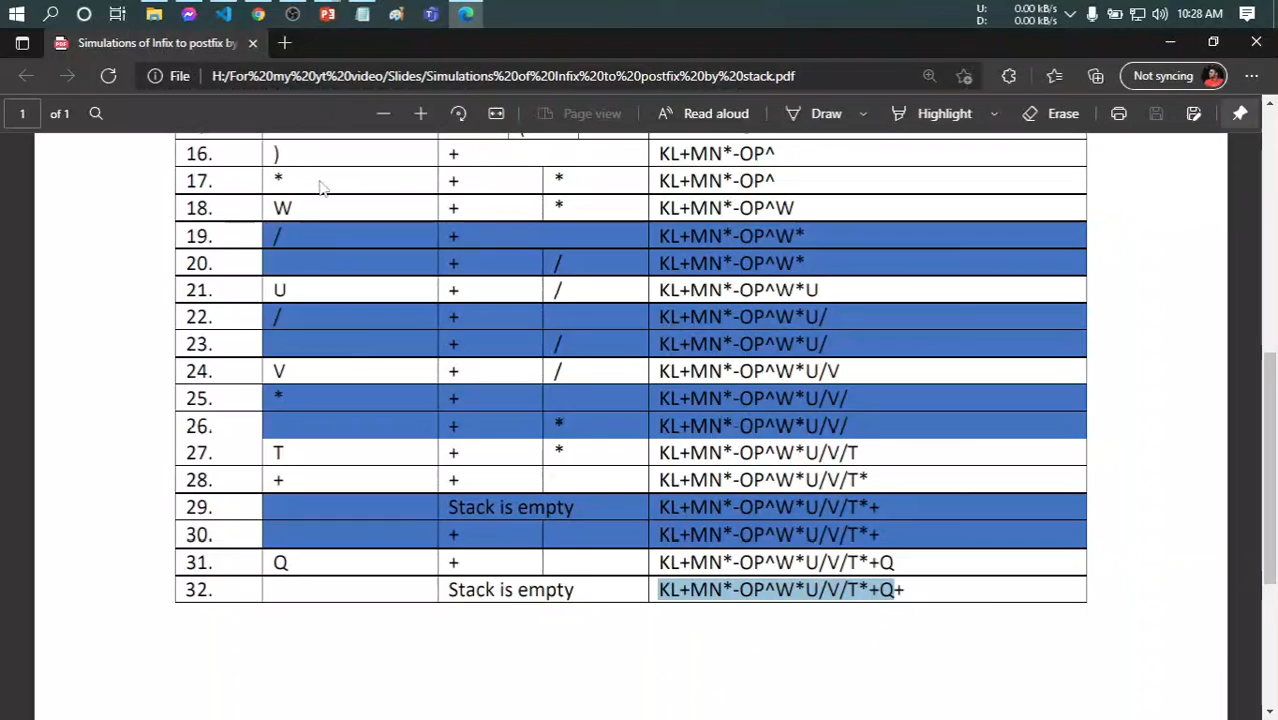 U: 0.00 kB/s
D: 0.00 kB/s
10:28 AM
Simulations of Infix to postfix by
File H:/For%20my%20yt%20video/Slides/Simulations%20of%20Infix%20to%20postfix%20by%20stack.pdf Not syncing
1 of 1 Page view Read aloud Draw Highlight Erase
16. ) + KL+MN*-OP^
17. * + * KL+MN*-OP^
18. W + * KL+MN*-OP^W
19. / + KL+MN*-OP^W*
20. + / KL+MN*-OP^W*
21. U + / KL+MN*-OP^W*U
22. / + KL+MN*-OP^W*U/
23. + / KL+MN*-OP^W*U/
24. V + / KL+MN*-OP^W*U/V
25. * + KL+MN*-OP^W*U/V/
26. + * KL+MN*-OP^W*U/V/
27. T + * KL+MN*-OP^W*U/V/T
28. + + KL+MN*-OP^W*U/V/T*
29. Stack is empty KL+MN*-OP^W*U/V/T*+
30. + KL+MN*-OP^W*U/V/T*+
31. Q + KL+MN*-OP^W*U/V/T*+Q
32. Stack is empty KL+MN*-OP^W*U/V/T*+Q+